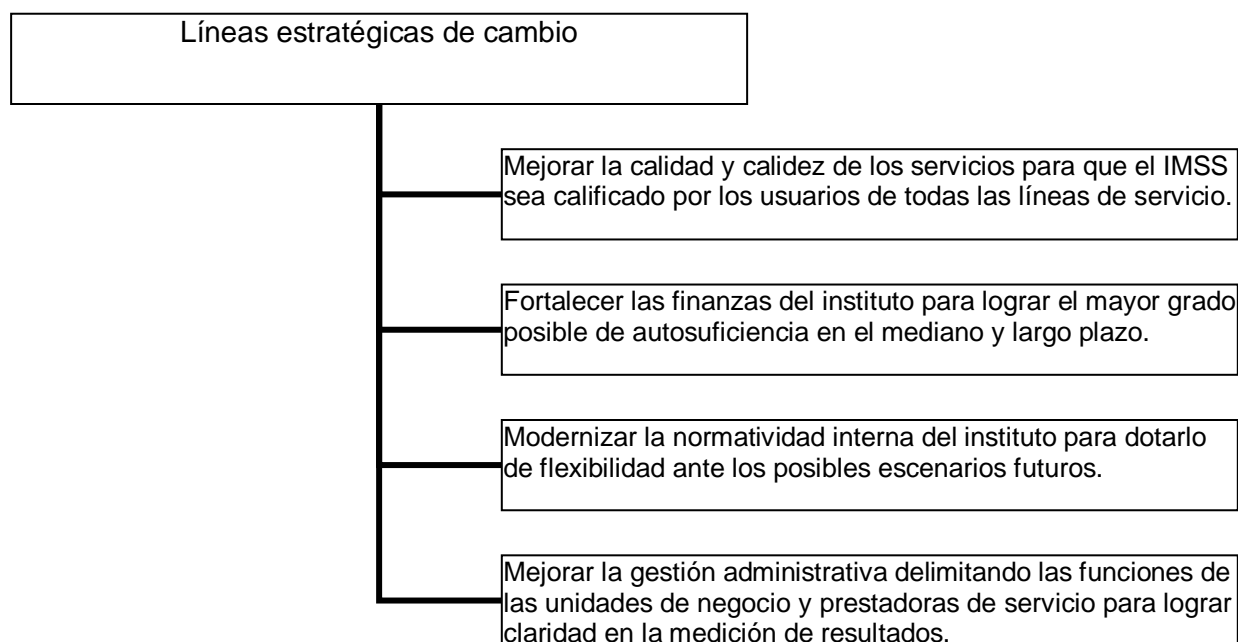 Líneas estratégicas de cambio
Mejorar la calidad y calidez de los servicios para que el IMSS
sea calificado por los usuarios de todas las líneas de servicio.
Fortalecer las finanzas del instituto para lograr el mayor grado
posible de autosuficiencia en el mediano y largo plazo.
Modernizar la normatividad interna del instituto para dotarlo
de flexibilidad ante los posibles escenarios futuros.
Mejorar la gestión administrativa delimitando las funciones de
las unidades de negocio y prestadoras de servicio para lograr
claridad en la medición de resultados.